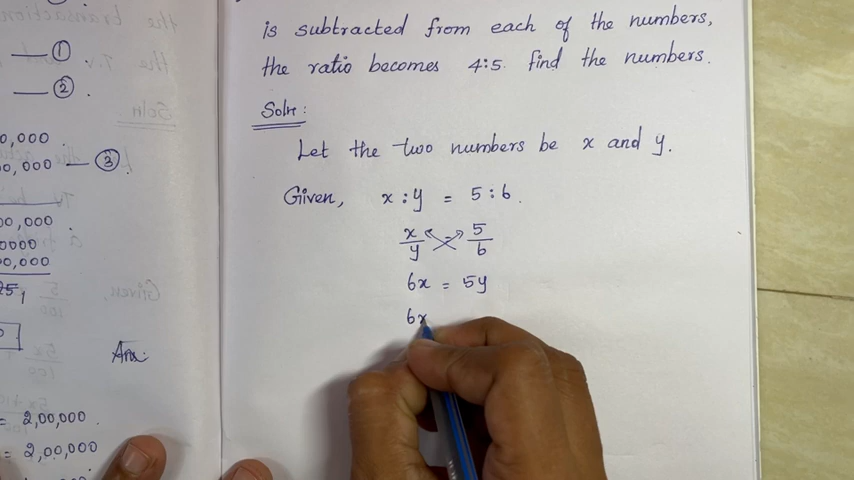 is subtracted from each of the numbers,
the ratio becomes 4:5. find the numbers.
Soln:
Let the two numbers be x and y.
Given, x : y = 5 : 6.
x/y = 5/6
6x = 5y
6x
— ①
— ②
0,000
0,000 — ③
00,000
0000
00,000
25,
0
Ans:
= 2,00,000
= 2,00,000